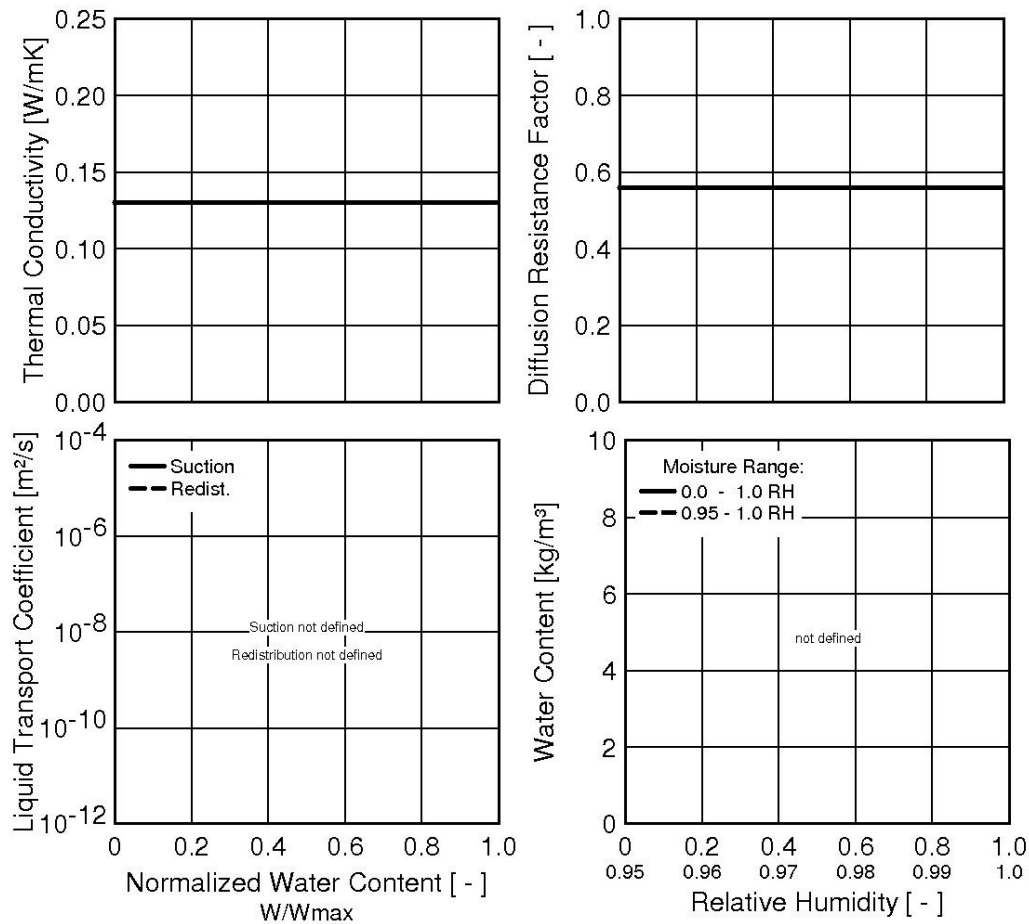 Thermal Conductivity [W/mK]
0.25
0.20
0.15
0.10
0.05
0.00
Diffusion Resistance Factor [ - ]
1.0
0.8
0.6
0.4
0.2
0.0
Liquid Transport Coefficient [m²/s]
10⁻⁴
10⁻⁶
10⁻⁸
10⁻¹⁰
10⁻¹²
Suction
Redist.
Suction not defined
Redistribution not defined
0 0.2 0.4 0.6 0.8 1.0
Normalized Water Content [ - ]
W/Wmax
Water Content [kg/m³]
10
8
6
4
2
0
Moisture Range:
0.0 - 1.0 RH
0.95 - 1.0 RH
not defined
0 0.2 0.4 0.6 0.8 1.0
0.95 0.96 0.97 0.98 0.99 1.0
Relative Humidity [ - ]